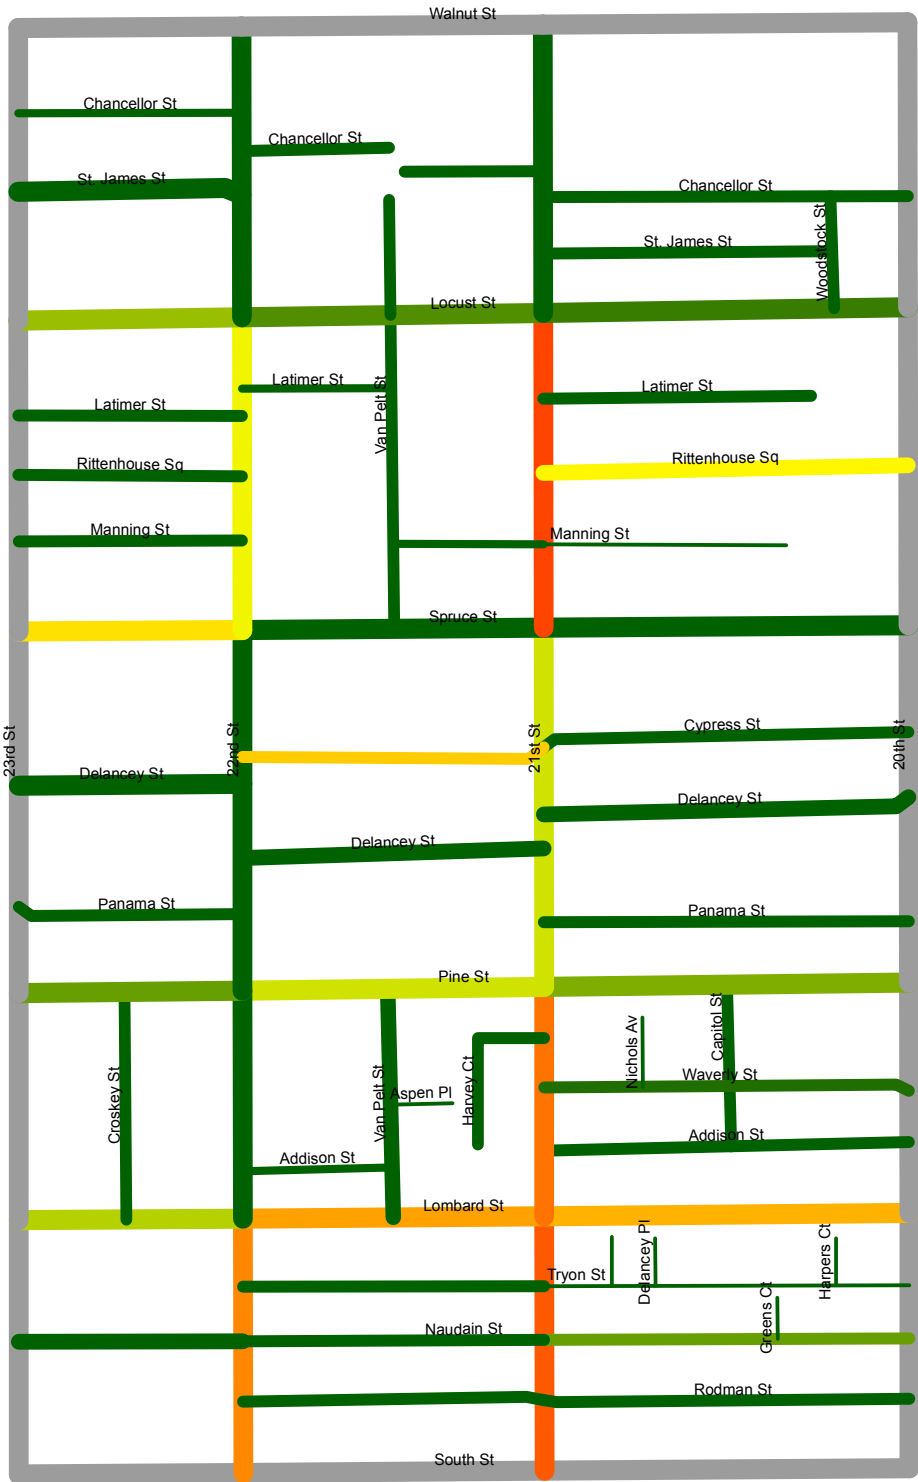 Walnut St
Chancellor St
Chancellor St
St. James St
Chancellor St
Woodstock St
St. James St
Locust St
Latimer St
Van Pelt St
Latimer St
Latimer St
Rittenhouse Sq
Rittenhouse Sq
Manning St
Manning St
Spruce St
23rd St
22nd St
21st St
Cypress St
20th St
Delancey St
Delancey St
Delancey St
Panama St
Panama St
Pine St
Croskey St
Van Pelt St
Aspen Pl
Harvey Ct
Nichols Av
Capitol St
Waverly St
Addison St
Addison St
Lombard St
Tryon St
Delancey Pl
Harpers Ct
Greens Ct
Naudain St
Rodman St
South St